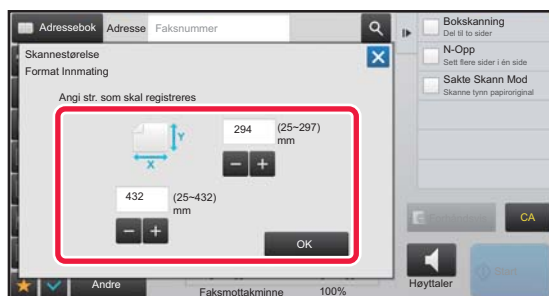 Adressebok Adresse Faksnummer
Skannestørelse
Format Innmating
Angi str. som skal registreres
Y
X
294 (25~297)
mm
432 (25~432)
mm
OK
Andre
Faksmottakminne 100%
Bokskanning
Del til to sider
N-Opp
Sett flere sider i én side
Sakte Skann Mod
Skanne tynn papiroriginal
CA
Høyttaler
Start